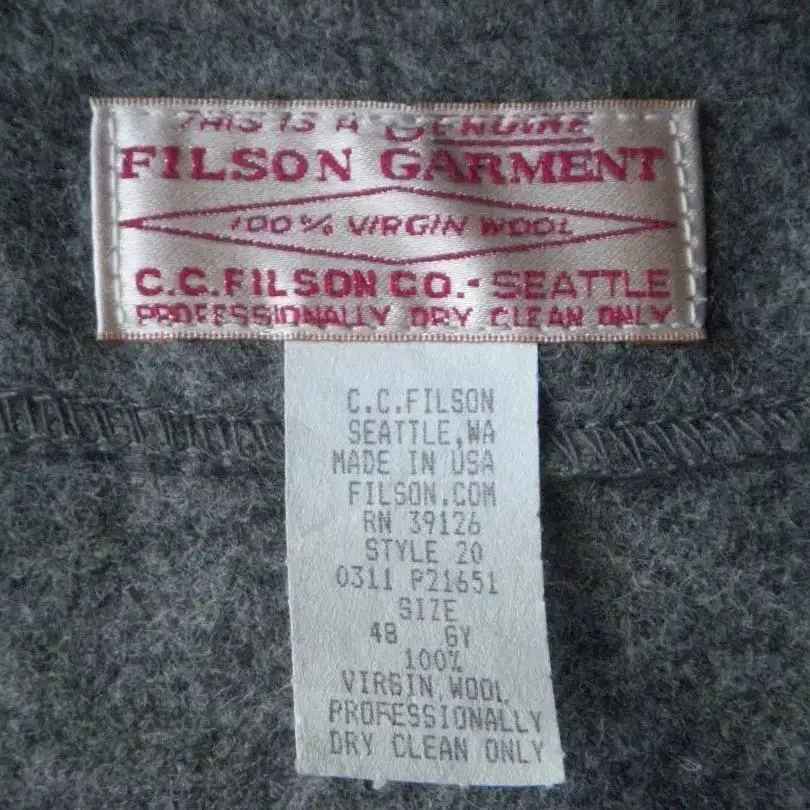 THIS IS A GENUINE
FILSON GARMENT
100% VIRGIN WOOL
C.C.FILSON CO.-SEATTLE
PROFESSIONALLY DRY CLEAN ONLY
C.C.FILSON
SEATTLE,WA
MADE IN USA
FILSON.COM
RN 39126
STYLE 20
0311 P21651
SIZE
48 GY
100%
VIRGIN WOOL
PROFESSIONALLY
DRY CLEAN ONLY